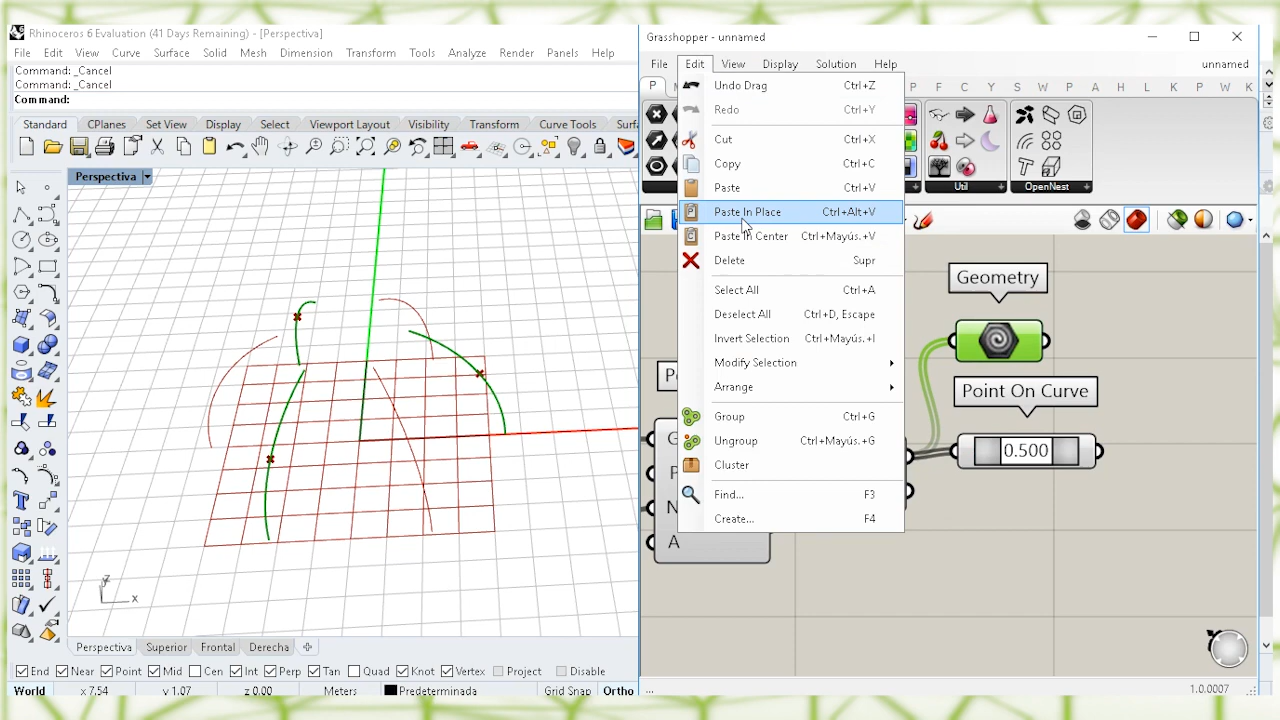 Rhinoceros 6 Evaluation (41 Days Remaining) - [Perspectiva]
File Edit View Curve Surface Solid Mesh Dimension Transform Tools Analyze Render Panels Help
Command: _Cancel
Command: _Cancel
Command:
Standard CPlanes Set View Display Select Viewport Layout Visibility Transform Curve Tools
Perspectiva
z
x
Perspectiva Superior Frontal Derecha
End Near Point Mid Cen Int Perp Tan Quad Knot Vertex Project Disable
World x 7.54 y 1.07 z 0.00 Meters Predeterminada Grid Snap Ortho
Grasshopper - unnamed
File Edit View Display Solution Help unnamed
P P F C E S W D R A N H L K P W K
Undo Drag Ctrl+Z
Redo Ctrl+Y
Cut Ctrl+X
Copy Ctrl+C
Paste Ctrl+V
Paste In Place Ctrl+Alt+V
Paste In Center Ctrl+Mayús.+V
Delete Supr
Select All Ctrl+A
Deselect All Ctrl+D, Escape
Invert Selection Ctrl+Mayús.+I
Modify Selection
Arrange
Group Ctrl+G
Ungroup Ctrl+Mayús.+G
Cluster
Find... F3
Create... F4
Util OpenNest
Geometry
Point On Curve
0.500
A
...
1.0.0007